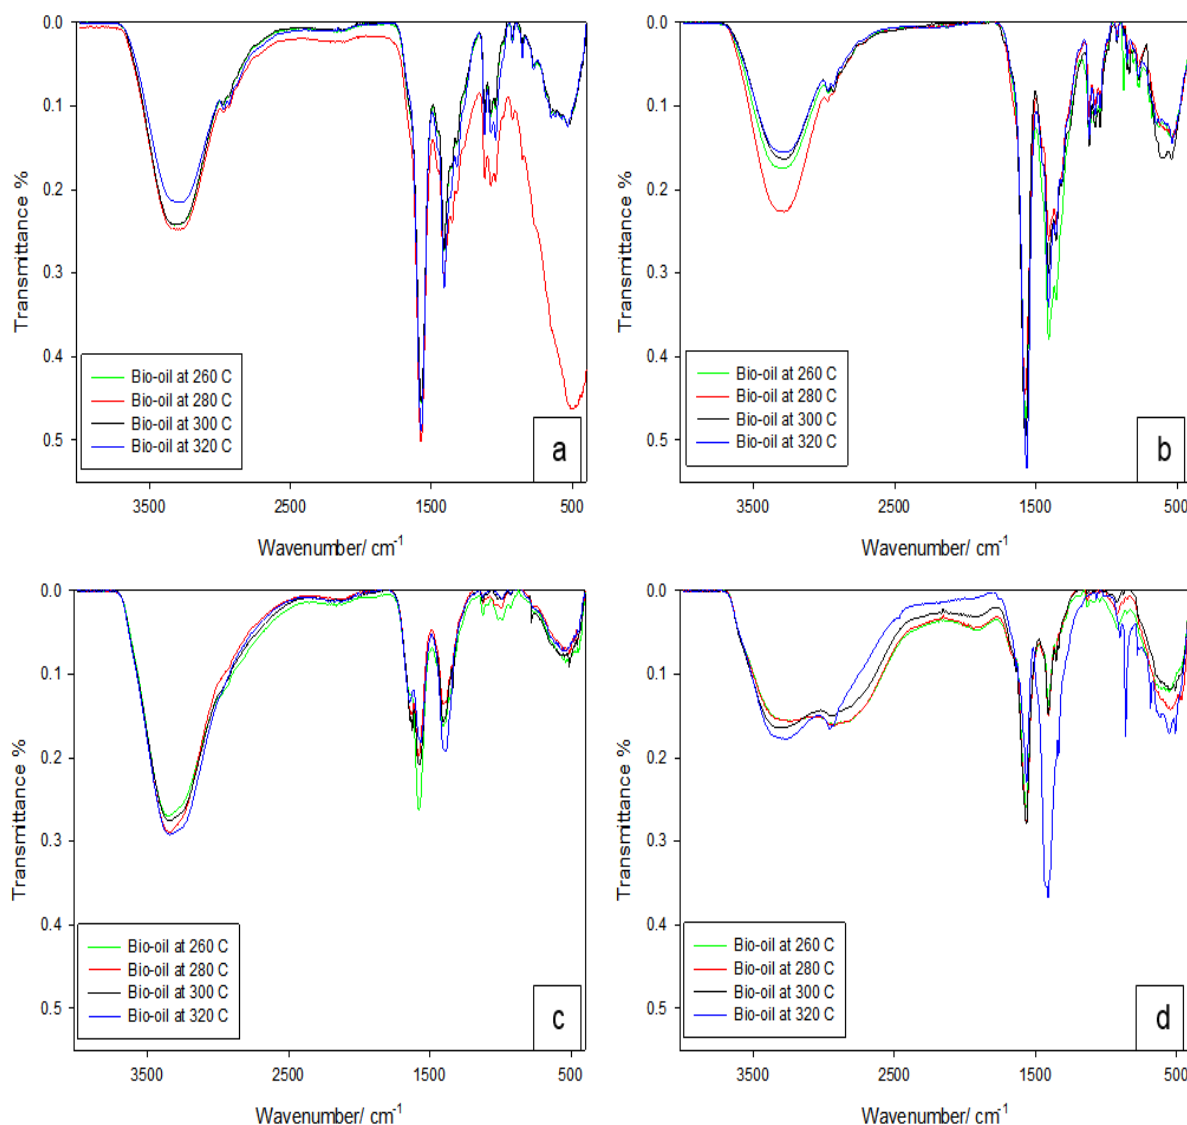 0.0
0.1
0.2
0.3
0.4
0.5
Transmittance %
Bio-oil at 260 C
Bio-oil at 280 C
Bio-oil at 300 C
Bio-oil at 320 C
a
3500 2500 1500 500
Wavenumber/ cm-1
0.0
0.1
0.2
0.3
0.4
0.5
Transmittance %
Bio-oil at 260 C
Bio-oil at 280 C
Bio-oil at 300 C
Bio-oil at 320 C
b
3500 2500 1500 500
Wavenumber/ cm-1
0.0
0.1
0.2
0.3
0.4
0.5
Transmittance %
Bio-oil at 260 C
Bio-oil at 280 C
Bio-oil at 300 C
Bio-oil at 320 C
c
3500 2500 1500 500
Wavenumber/ cm-1
0.0
0.1
0.2
0.3
0.4
0.5
Transmittance %
Bio-oil at 260 C
Bio-oil at 280 C
Bio-oil at 300 C
Bio-oil at 320 C
d
3500 2500 1500 500
Wavenumber/ cm-1